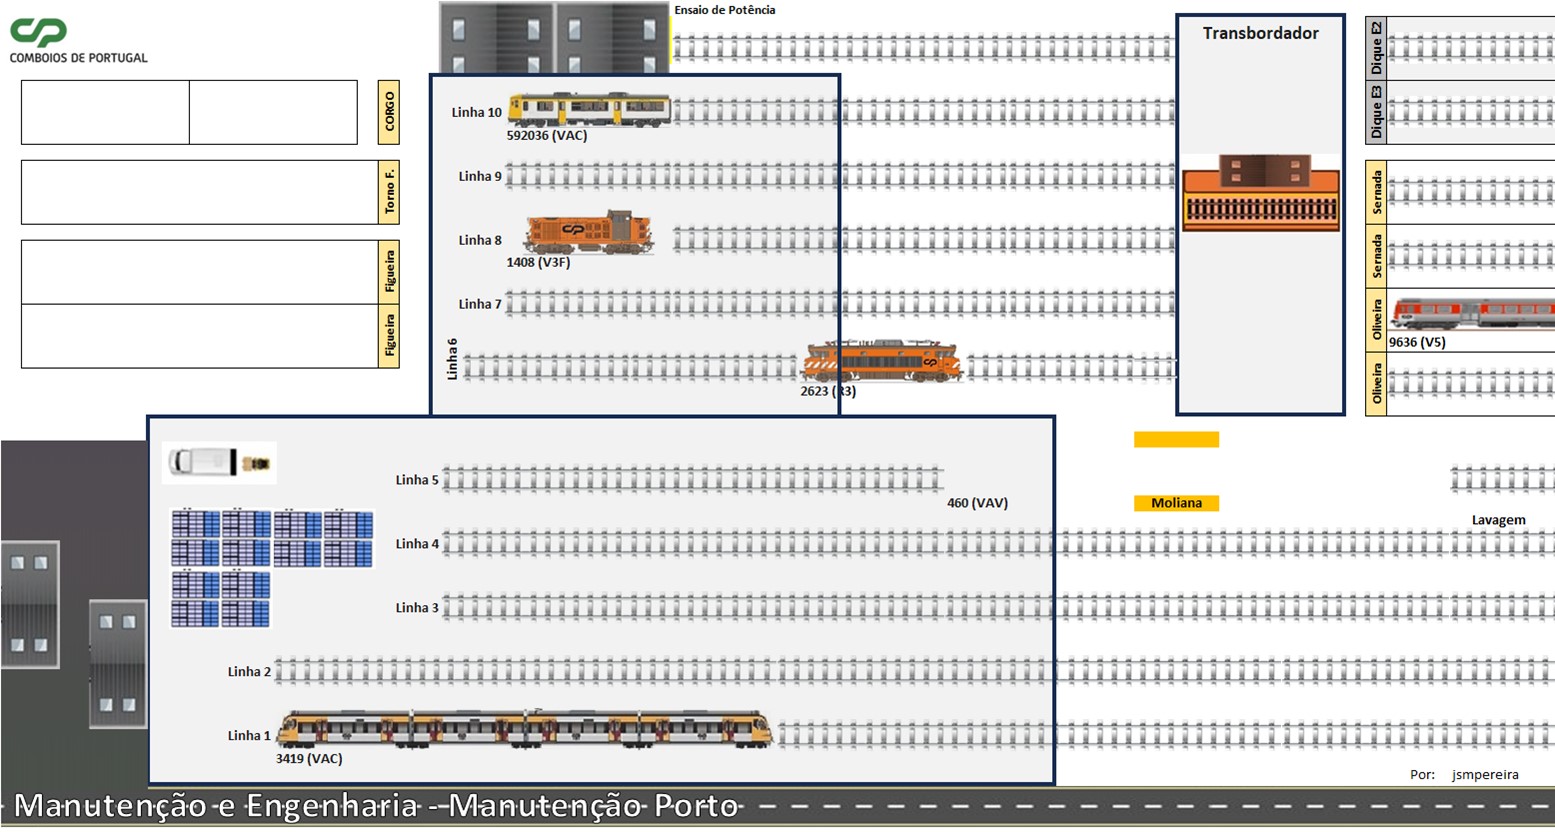 Ensaio de Potência
CP
COMBOIOS DE PORTUGAL
Transbordador
Dique E2
Dique E3
CORGO
Torno F.
Figueira
Figueira
Linha 10
592036 (VAC)
Linha 9
Linha 8
CP
1408 (V3F)
Linha 7
Linha 6
CP
2623 (R3)
Sernada
Sernada
Oliveira
9636 (V5)
Oliveira
Linha 5
460 (VAV)
Moliana
Lavagem
Linha 4
Linha 3
Linha 2
Linha 1
3419 (VAC)
Por: jsmpereira
Manutenção e Engenharia - Manutenção Porto